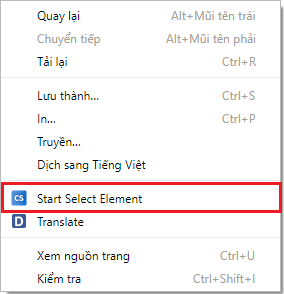 Quay lại Alt+Mũi tên trái
Chuyển tiếp Alt+Mũi tên phải
Tải lại Ctrl+R
Lưu thành... Ctrl+S
In... Ctrl+P
Truyền...
Dịch sang Tiếng Việt
CS Start Select Element
D Translate
Xem nguồn trang Ctrl+U
Kiểm tra Ctrl+Shift+I